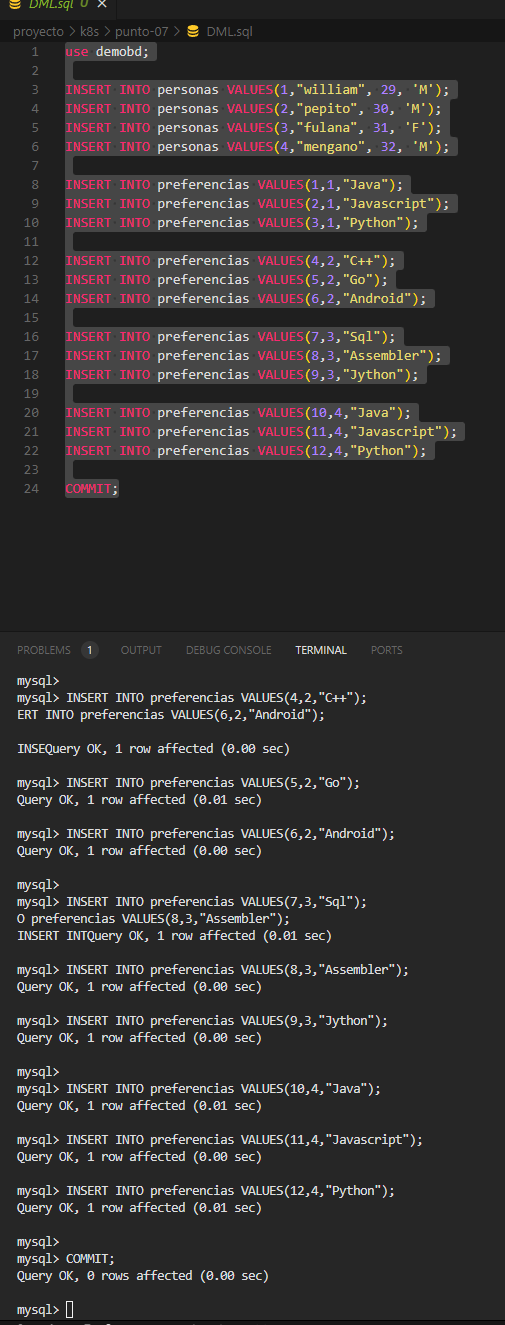 DML.sql U ×
proyecto > k8s > punto-07 > DML.sql
1 use demobd;
2
3 INSERT INTO personas VALUES(1,"william", 29, 'M');
4 INSERT INTO personas VALUES(2,"pepito", 30, 'M');
5 INSERT INTO personas VALUES(3,"fulana", 31, 'F');
6 INSERT INTO personas VALUES(4,"mengano", 32, 'M');
7
8 INSERT INTO preferencias VALUES(1,1,"Java");
9 INSERT INTO preferencias VALUES(2,1,"Javascript");
10 INSERT INTO preferencias VALUES(3,1,"Python");
11
12 INSERT INTO preferencias VALUES(4,2,"C++");
13 INSERT INTO preferencias VALUES(5,2,"Go");
14 INSERT INTO preferencias VALUES(6,2,"Android");
15
16 INSERT INTO preferencias VALUES(7,3,"Sql");
17 INSERT INTO preferencias VALUES(8,3,"Assembler");
18 INSERT INTO preferencias VALUES(9,3,"Jython");
19
20 INSERT INTO preferencias VALUES(10,4,"Java");
21 INSERT INTO preferencias VALUES(11,4,"Javascript");
22 INSERT INTO preferencias VALUES(12,4,"Python");
23
24 COMMIT;
PROBLEMS 1 OUTPUT DEBUG CONSOLE TERMINAL PORTS
mysql>
mysql> INSERT INTO preferencias VALUES(4,2,"C++");
ERT INTO preferencias VALUES(6,2,"Android");
INSEQuery OK, 1 row affected (0.00 sec)
mysql> INSERT INTO preferencias VALUES(5,2,"Go");
Query OK, 1 row affected (0.01 sec)
mysql> INSERT INTO preferencias VALUES(6,2,"Android");
Query OK, 1 row affected (0.00 sec)
mysql>
mysql> INSERT INTO preferencias VALUES(7,3,"Sql");
O preferencias VALUES(8,3,"Assembler");
INSERT INTQuery OK, 1 row affected (0.01 sec)
mysql> INSERT INTO preferencias VALUES(8,3,"Assembler");
Query OK, 1 row affected (0.00 sec)
mysql> INSERT INTO preferencias VALUES(9,3,"Jython");
Query OK, 1 row affected (0.00 sec)
mysql>
mysql> INSERT INTO preferencias VALUES(10,4,"Java");
Query OK, 1 row affected (0.01 sec)
mysql> INSERT INTO preferencias VALUES(11,4,"Javascript");
Query OK, 1 row affected (0.00 sec)
mysql> INSERT INTO preferencias VALUES(12,4,"Python");
Query OK, 1 row affected (0.01 sec)
mysql>
mysql> COMMIT;
Query OK, 0 rows affected (0.00 sec)
mysql>